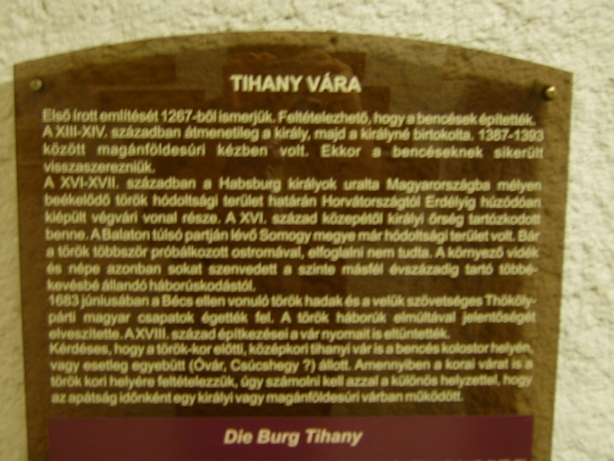 TIHANY VÁRA
Első írott említését 1267-ből ismerjük. Feltételezhető, hogy a bencések építették.
A XIII-XIV. században átmenetileg a király, majd a királyné birtokolta. 1387-1393
között magánföldesúri kézben volt. Ekkor a bencéseknek sikerült
visszaszerezniük.
A XVI-XVII. században a Habsburg királyok uralta Magyarországba mélyen
beékelődő török hódoltsági terület határán Horvátországtól Erdélyig húzódóan
kiépült végvári vonal része. A XVI. század közepétől királyi őrség tartózkodott
benne. A Balaton túlsó partján lévő Somogy megye már hódoltsági terület volt. Bár
a török többször próbálkozott ostromával, elfoglalni nem tudta. A környező vidék
és népe azonban sokat szenvedett a szinte másfél évszázadig tartó többé-
kevésbé állandó háborúskodástól.
1683 júniusában a Bécs ellen vonuló török hadak és a velük szövetséges Thököly-
párti magyar csapatok égették fel. A török háborúk elmúltával jelentőségét
elveszítette. A XVIII. század építkezései a vár nyomait is eltüntették.
Kérdéses, hogy a török-kor előtti, középkori tihanyi vár is a bencés kolostor helyén,
vagy esetleg egyebütt (Óvár, Csúcshegy ?) állott. Amennyiben a korai várat is a
török kori helyére feltételezzük, úgy számolni kell azzal a különös helyzettel, hogy
az apátság időnként egy királyi vagy magánföldesúri várban működött.
Die Burg Tihany